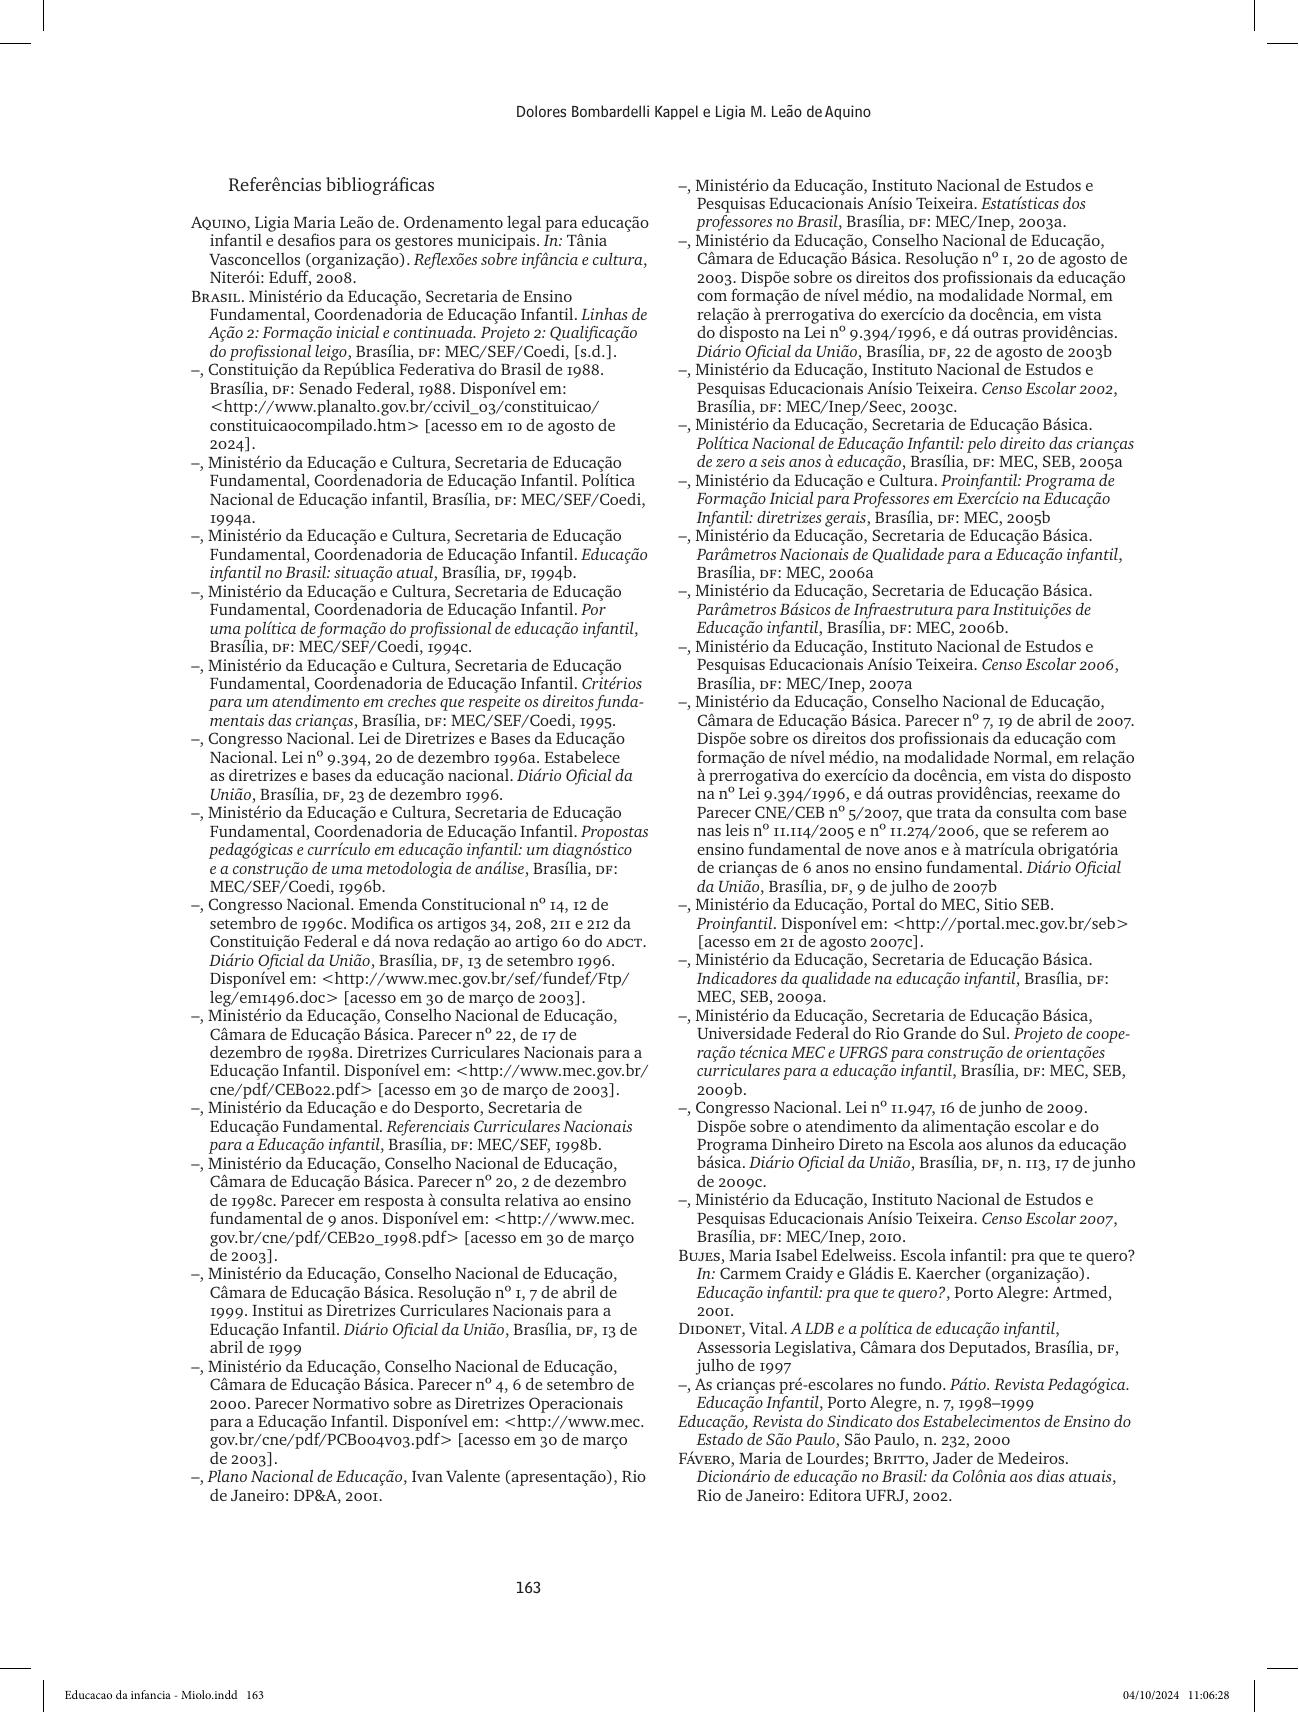 Dolores Bombardelli Kappel e Ligia M. Leão de Aquino
Referências bibliográficas
Aquino, Ligia Maria Leão de. Ordenamento legal para educação
infantil e desafios para os gestores municipais. In: Tânia
Vasconcellos (organização). Reflexões sobre infância e cultura,
Niterói: Eduff, 2008.
Brasil. Ministério da Educação, Secretaria de Ensino
Fundamental, Coordenadoria de Educação Infantil. Linhas de
Ação 2: Formação inicial e continuada. Projeto 2: Qualificação
do profissional leigo, Brasília, df: MEC/SEF/Coedi, [s.d.].
–, Constituição da República Federativa do Brasil de 1988.
Brasília, df: Senado Federal, 1988. Disponível em:
<http://www.planalto.gov.br/ccivil_03/constituicao/
constituicaocompilado.htm> [acesso em 10 de agosto de
2024].
–, Ministério da Educação e Cultura, Secretaria de Educação
Fundamental, Coordenadoria de Educação Infantil. Política
Nacional de Educação infantil, Brasília, df: MEC/SEF/Coedi,
1994a.
–, Ministério da Educação e Cultura, Secretaria de Educação
Fundamental, Coordenadoria de Educação Infantil. Educação
infantil no Brasil: situação atual, Brasília, df, 1994b.
–, Ministério da Educação e Cultura, Secretaria de Educação
Fundamental, Coordenadoria de Educação Infantil. Por
uma política de formação do profissional de educação infantil,
Brasília, df: MEC/SEF/Coedi, 1994c.
–, Ministério da Educação e Cultura, Secretaria de Educação
Fundamental, Coordenadoria de Educação Infantil. Critérios
para um atendimento em creches que respeite os direitos funda-
mentais das crianças, Brasília, df: MEC/SEF/Coedi, 1995.
–, Congresso Nacional. Lei de Diretrizes e Bases da Educação
Nacional. Lei nº 9.394, 20 de dezembro 1996a. Estabelece
as diretrizes e bases da educação nacional. Diário Oficial da
União, Brasília, df, 23 de dezembro 1996.
–, Ministério da Educação e Cultura, Secretaria de Educação
Fundamental, Coordenadoria de Educação Infantil. Propostas
pedagógicas e currículo em educação infantil: um diagnóstico
e a construção de uma metodologia de análise, Brasília, df:
MEC/SEF/Coedi, 1996b.
–, Congresso Nacional. Emenda Constitucional nº 14, 12 de
setembro de 1996c. Modifica os artigos 34, 208, 211 e 212 da
Constituição Federal e dá nova redação ao artigo 60 do adct.
Diário Oficial da União, Brasília, df, 13 de setembro 1996.
Disponível em: <http://www.mec.gov.br/sef/fundef/Ftp/
leg/em1496.doc> [acesso em 30 de março de 2003].
–, Ministério da Educação, Conselho Nacional de Educação,
Câmara de Educação Básica. Parecer nº 22, de 17 de
dezembro de 1998a. Diretrizes Curriculares Nacionais para a
Educação Infantil. Disponível em: <http://www.mec.gov.br/
cne/pdf/CEB022.pdf> [acesso em 30 de março de 2003].
–, Ministério da Educação e do Desporto, Secretaria de
Educação Fundamental. Referenciais Curriculares Nacionais
para a Educação infantil, Brasília, df: MEC/SEF, 1998b.
–, Ministério da Educação, Conselho Nacional de Educação,
Câmara de Educação Básica. Parecer nº 20, 2 de dezembro
de 1998c. Parecer em resposta à consulta relativa ao ensino
fundamental de 9 anos. Disponível em: <http://www.mec.
gov.br/cne/pdf/CEB20_1998.pdf> [acesso em 30 de março
de 2003].
–, Ministério da Educação, Conselho Nacional de Educação,
Câmara de Educação Básica. Resolução nº 1, 7 de abril de
1999. Institui as Diretrizes Curriculares Nacionais para a
Educação Infantil. Diário Oficial da União, Brasília, df, 13 de
abril de 1999
–, Ministério da Educação, Conselho Nacional de Educação,
Câmara de Educação Básica. Parecer nº 4, 6 de setembro de
2000. Parecer Normativo sobre as Diretrizes Operacionais
para a Educação Infantil. Disponível em: <http://www.mec.
gov.br/cne/pdf/PCB004v03.pdf> [acesso em 30 de março
de 2003].
–, Plano Nacional de Educação, Ivan Valente (apresentação), Rio
de Janeiro: DP&A, 2001.
–, Ministério da Educação, Instituto Nacional de Estudos e
Pesquisas Educacionais Anísio Teixeira. Estatísticas dos
professores no Brasil, Brasília, df: MEC/Inep, 2003a.
–, Ministério da Educação, Conselho Nacional de Educação,
Câmara de Educação Básica. Resolução nº 1, 20 de agosto de
2003. Dispõe sobre os direitos dos profissionais da educação
com formação de nível médio, na modalidade Normal, em
relação à prerrogativa do exercício da docência, em vista
do disposto na Lei nº 9.394/1996, e dá outras providências.
Diário Oficial da União, Brasília, df, 22 de agosto de 2003b
–, Ministério da Educação, Instituto Nacional de Estudos e
Pesquisas Educacionais Anísio Teixeira. Censo Escolar 2002,
Brasília, df: MEC/Inep/Seec, 2003c.
–, Ministério da Educação, Secretaria de Educação Básica.
Política Nacional de Educação Infantil: pelo direito das crianças
de zero a seis anos à educação, Brasília, df: MEC, SEB, 2005a
–, Ministério da Educação e Cultura. Proinfantil: Programa de
Formação Inicial para Professores em Exercício na Educação
Infantil: diretrizes gerais, Brasília, df: MEC, 2005b
–, Ministério da Educação, Secretaria de Educação Básica.
Parâmetros Nacionais de Qualidade para a Educação infantil,
Brasília, df: MEC, 2006a
–, Ministério da Educação, Secretaria de Educação Básica.
Parâmetros Básicos de Infraestrutura para Instituições de
Educação infantil, Brasília, df: MEC, 2006b.
–, Ministério da Educação, Instituto Nacional de Estudos e
Pesquisas Educacionais Anísio Teixeira. Censo Escolar 2006,
Brasília, df: MEC/Inep, 2007a
–, Ministério da Educação, Conselho Nacional de Educação,
Câmara de Educação Básica. Parecer nº 7, 19 de abril de 2007.
Dispõe sobre os direitos dos profissionais da educação com
formação de nível médio, na modalidade Normal, em relação
à prerrogativa do exercício da docência, em vista do disposto
na nº Lei 9.394/1996, e dá outras providências, reexame do
Parecer CNE/CEB nº 5/2007, que trata da consulta com base
nas leis nº 11.114/2005 e nº 11.274/2006, que se referem ao
ensino fundamental de nove anos e à matrícula obrigatória
de crianças de 6 anos no ensino fundamental. Diário Oficial
da União, Brasília, df, 9 de julho de 2007b
–, Ministério da Educação, Portal do MEC, Sitio SEB.
Proinfantil. Disponível em: <http://portal.mec.gov.br/seb>
[acesso em 21 de agosto 2007c].
–, Ministério da Educação, Secretaria de Educação Básica.
Indicadores da qualidade na educação infantil, Brasília, df:
MEC, SEB, 2009a.
–, Ministério da Educação, Secretaria de Educação Básica,
Universidade Federal do Rio Grande do Sul. Projeto de coope-
ração técnica MEC e UFRGS para construção de orientações
curriculares para a educação infantil, Brasília, df: MEC, SEB,
2009b.
–, Congresso Nacional. Lei nº 11.947, 16 de junho de 2009.
Dispõe sobre o atendimento da alimentação escolar e do
Programa Dinheiro Direto na Escola aos alunos da educação
básica. Diário Oficial da União, Brasília, df, n. 113, 17 de junho
de 2009c.
–, Ministério da Educação, Instituto Nacional de Estudos e
Pesquisas Educacionais Anísio Teixeira. Censo Escolar 2007,
Brasília, df: MEC/Inep, 2010.
Bujes, Maria Isabel Edelweiss. Escola infantil: pra que te quero?
In: Carmem Craidy e Gládis E. Kaercher (organização).
Educação infantil: pra que te quero?, Porto Alegre: Artmed,
2001.
Didonet, Vital. A LDB e a política de educação infantil,
Assessoria Legislativa, Câmara dos Deputados, Brasília, df,
julho de 1997
–, As crianças pré-escolares no fundo. Pátio. Revista Pedagógica.
Educação Infantil, Porto Alegre, n. 7, 1998–1999
Educação, Revista do Sindicato dos Estabelecimentos de Ensino do
Estado de São Paulo, São Paulo, n. 232, 2000
Fávero, Maria de Lourdes; Britto, Jader de Medeiros.
Dicionário de educação no Brasil: da Colônia aos dias atuais,
Rio de Janeiro: Editora UFRJ, 2002.
163
Educacao da infancia - Miolo.indd 163
04/10/2024 11:06:28